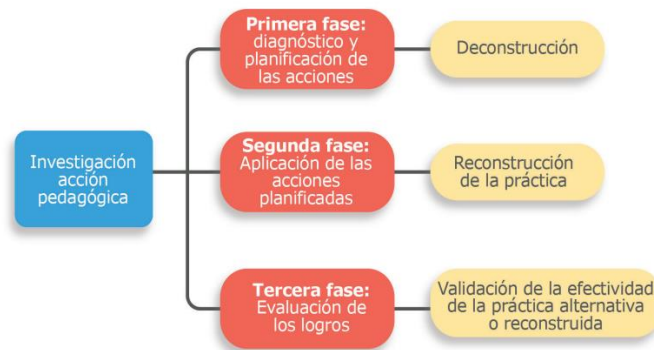 Investigación
acción
pedagógica
Primera fase:
diagnóstico y
planificación de
las acciones
Deconstrucción
Segunda fase:
Aplicación de las
acciones
planificadas
Reconstrucción
de la práctica
Tercera fase:
Evaluación de
los logros
Validación de la efectividad
de la práctica alternativa
o reconstruida